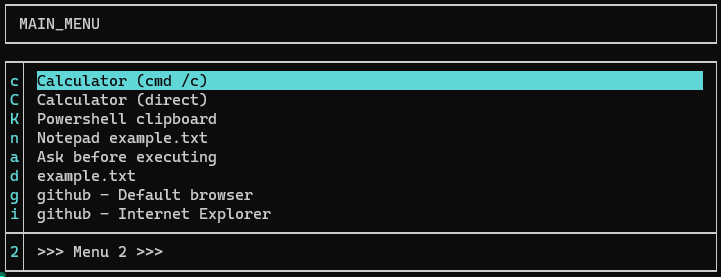 MAIN_MENU
c Calculator (cmd /c)
C Calculator (direct)
K Powershell clipboard
n Notepad example.txt
a Ask before executing
d example.txt
g github - Default browser
i github - Internet Explorer
2 >>> Menu 2 >>>